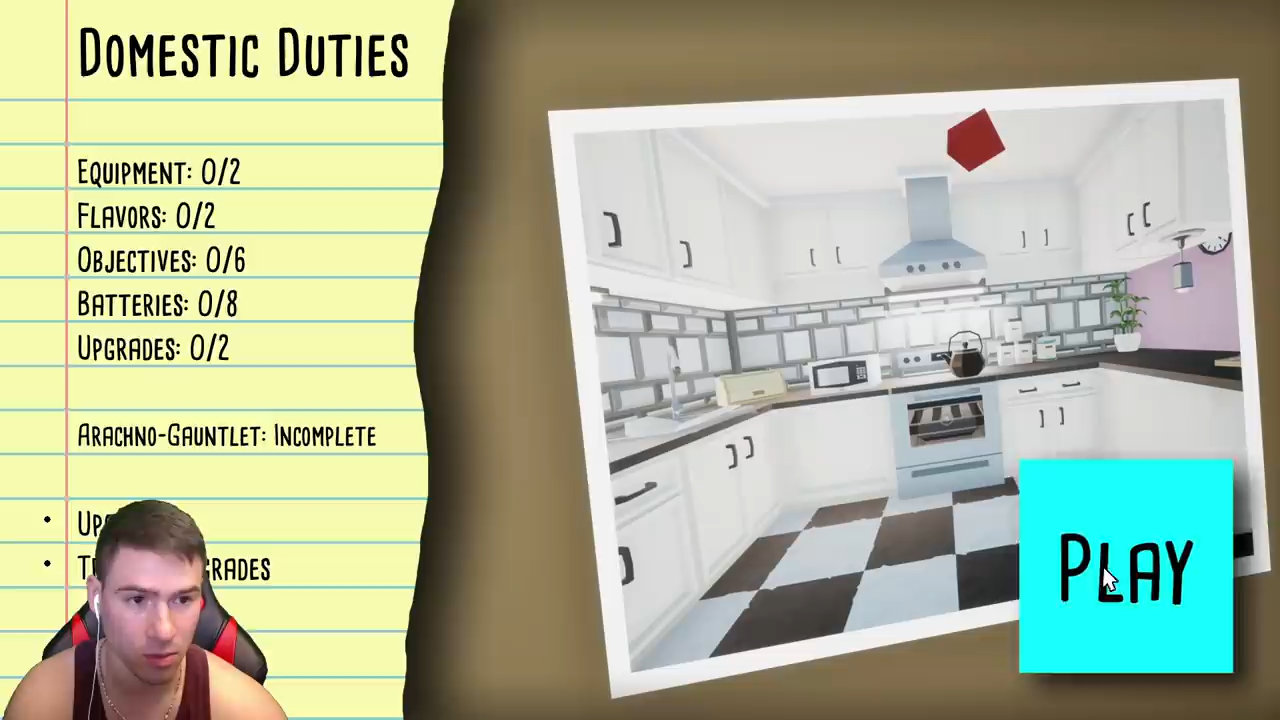 Domestic Duties
Equipment: 0/2
Flavors: 0/2
Objectives: 0/6
Batteries: 0/8
Upgrades: 0/2
Arachno-Gauntlet: Incomplete
Play